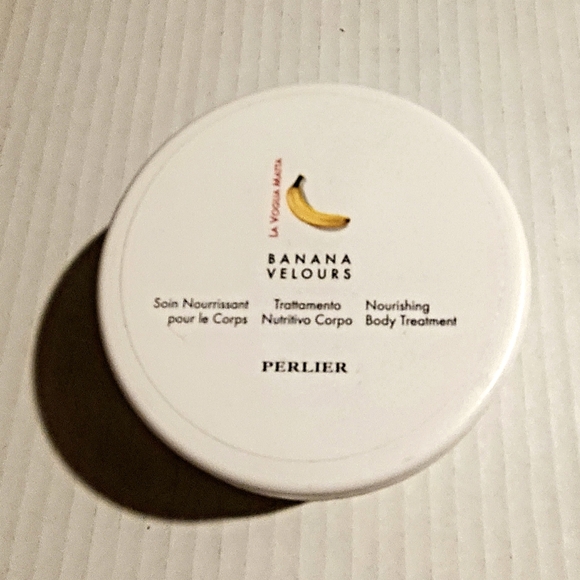 LA VOGLIA MATTA
BANANA
VELOURS
Soin Nourrissant
pour le Corps
Trattamento
Nutritivo Corpo
Nourishing
Body Treatment
PERLIER